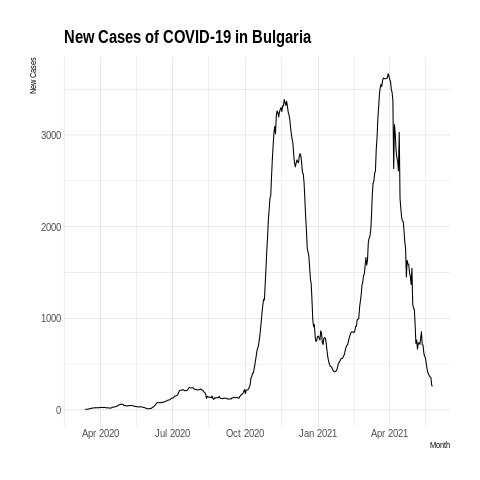 New Cases of COVID-19 in Bulgaria
New Cases
3000
2000
1000
0
Apr 2020 Jul 2020 Oct 2020 Jan 2021 Apr 2021
Month